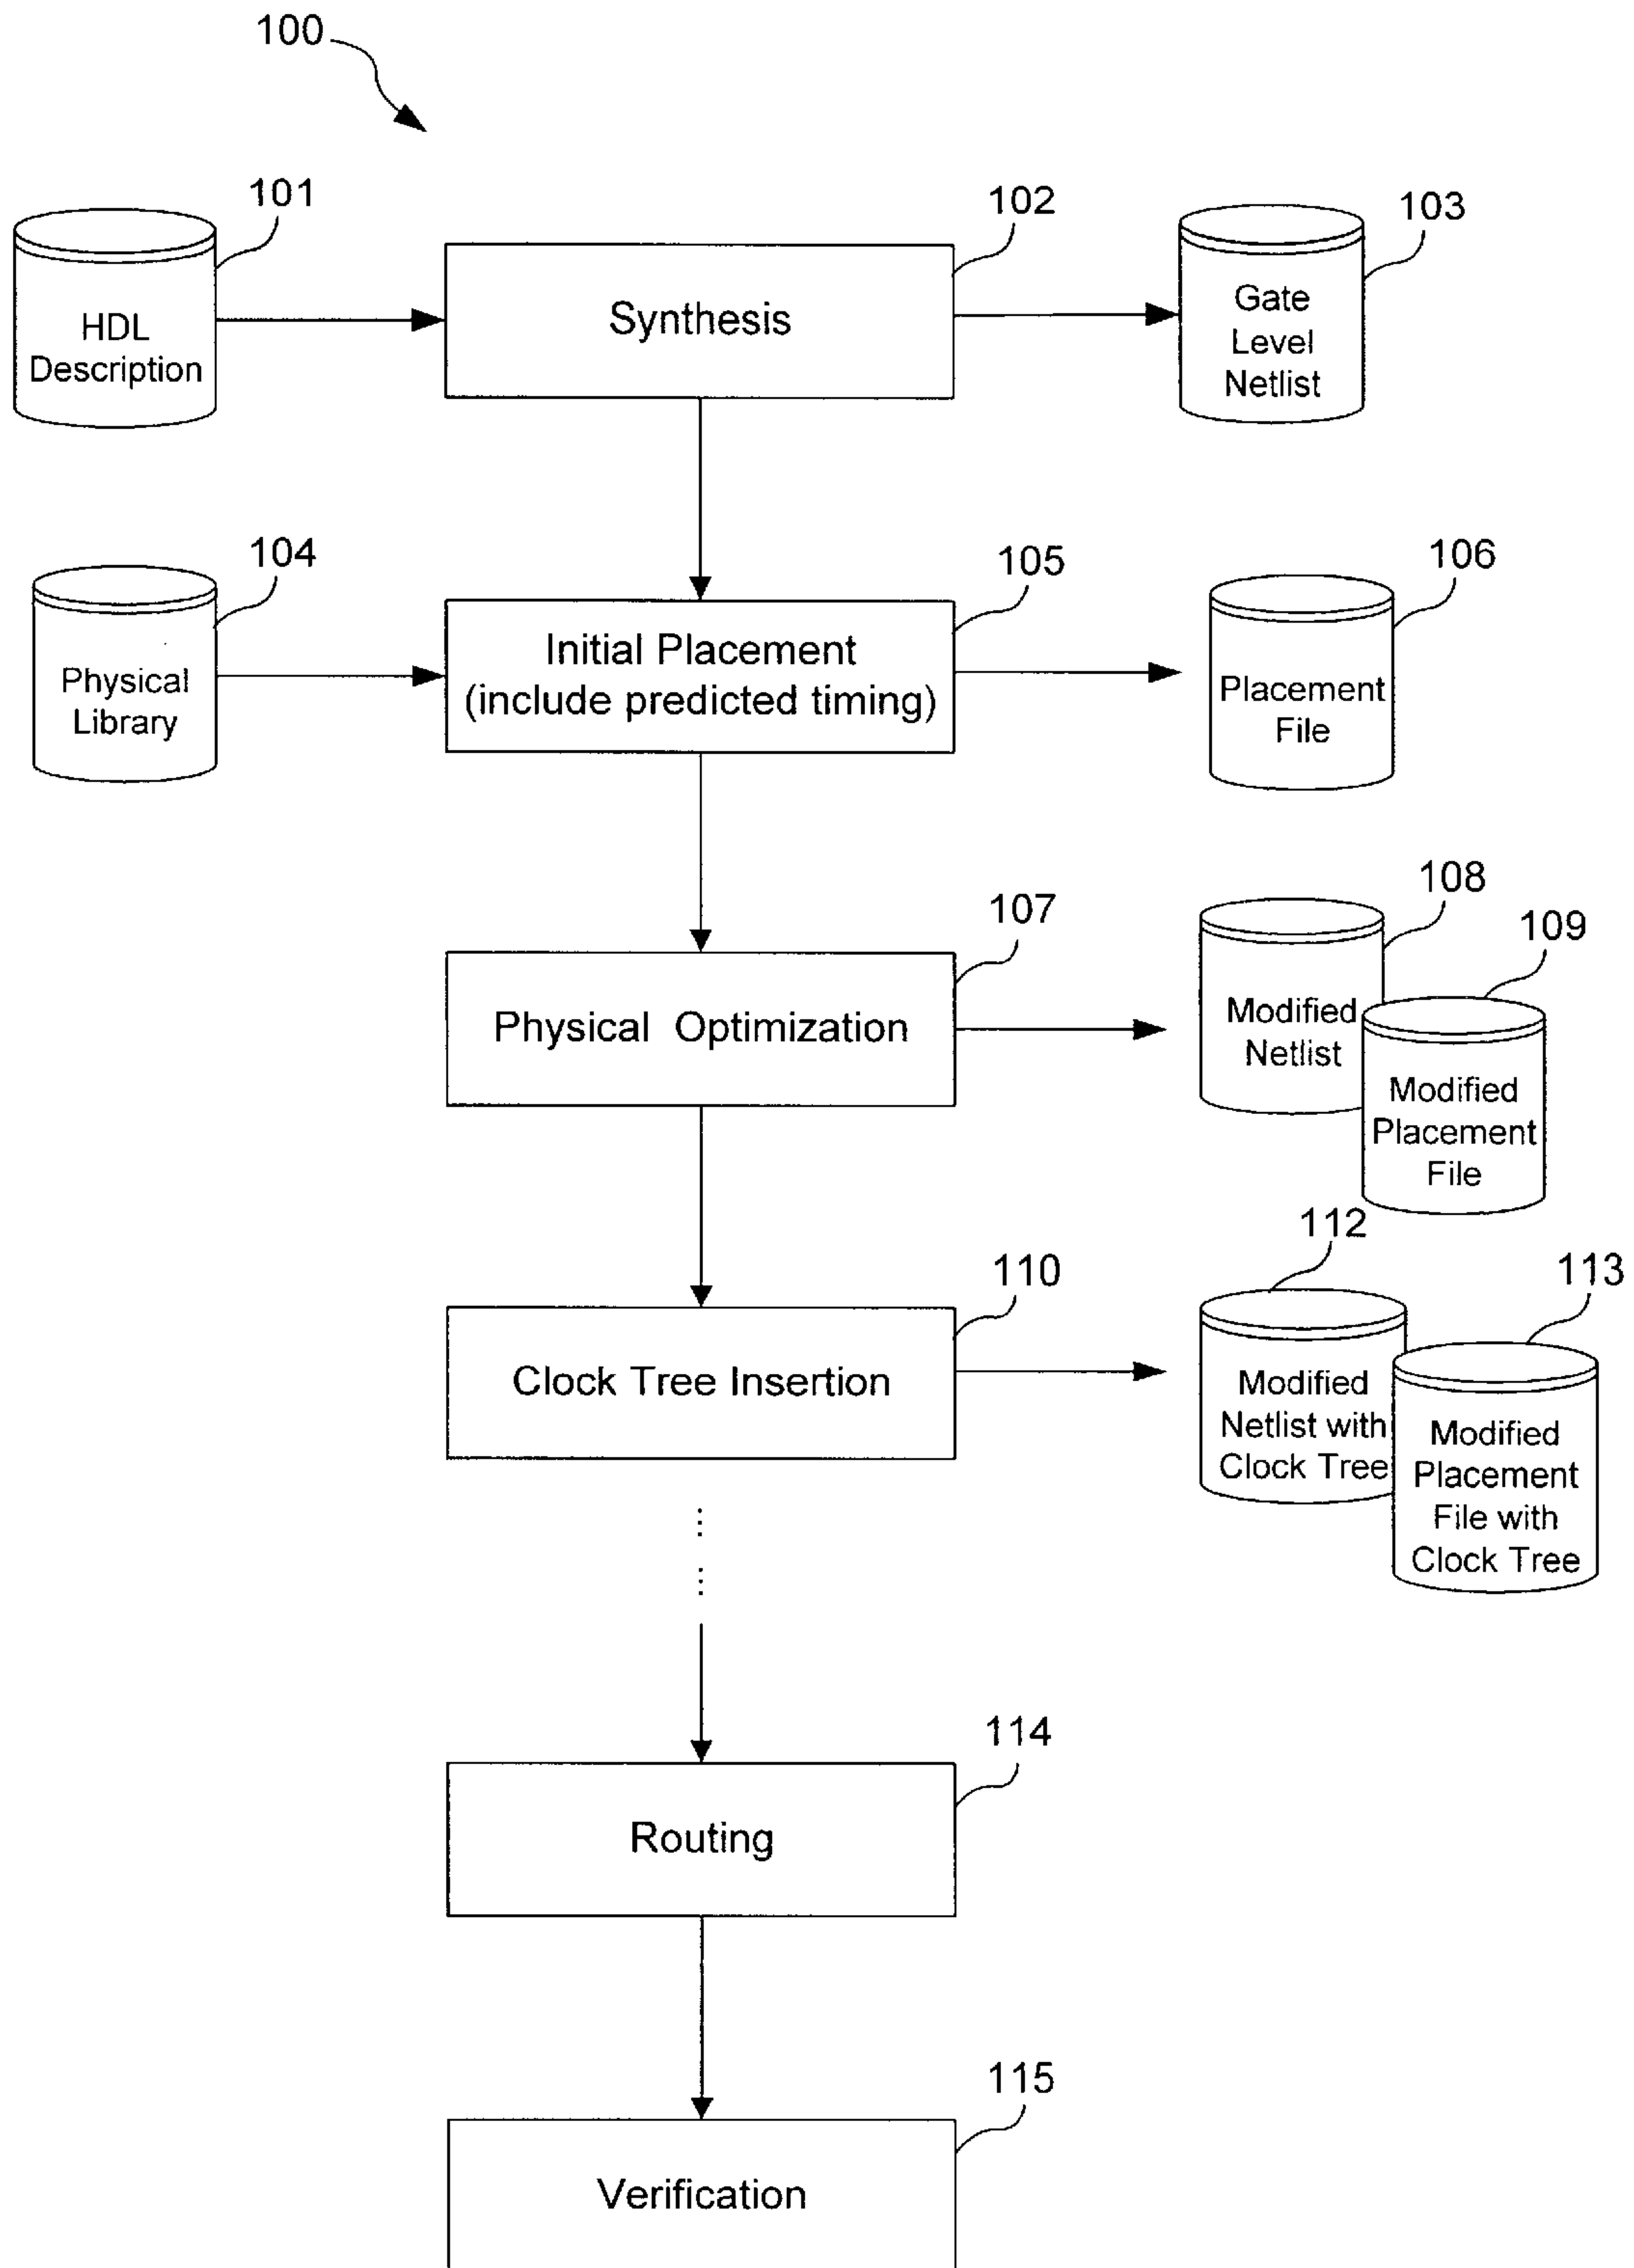 100
101
102
103
HDL
Description
Synthesis
Gate
Level
Netlist
104
105
106
Physical
Library
Initial Placement
(include predicted timing)
Placement
File
107
108
109
Physical Optimization
Modified
Netlist
Modified
Placement
File
110
112
113
Clock Tree Insertion
Modified
Netlist with
Clock Tree
Modified
Placement
File with
Clock Tree
114
Routing
115
Verification